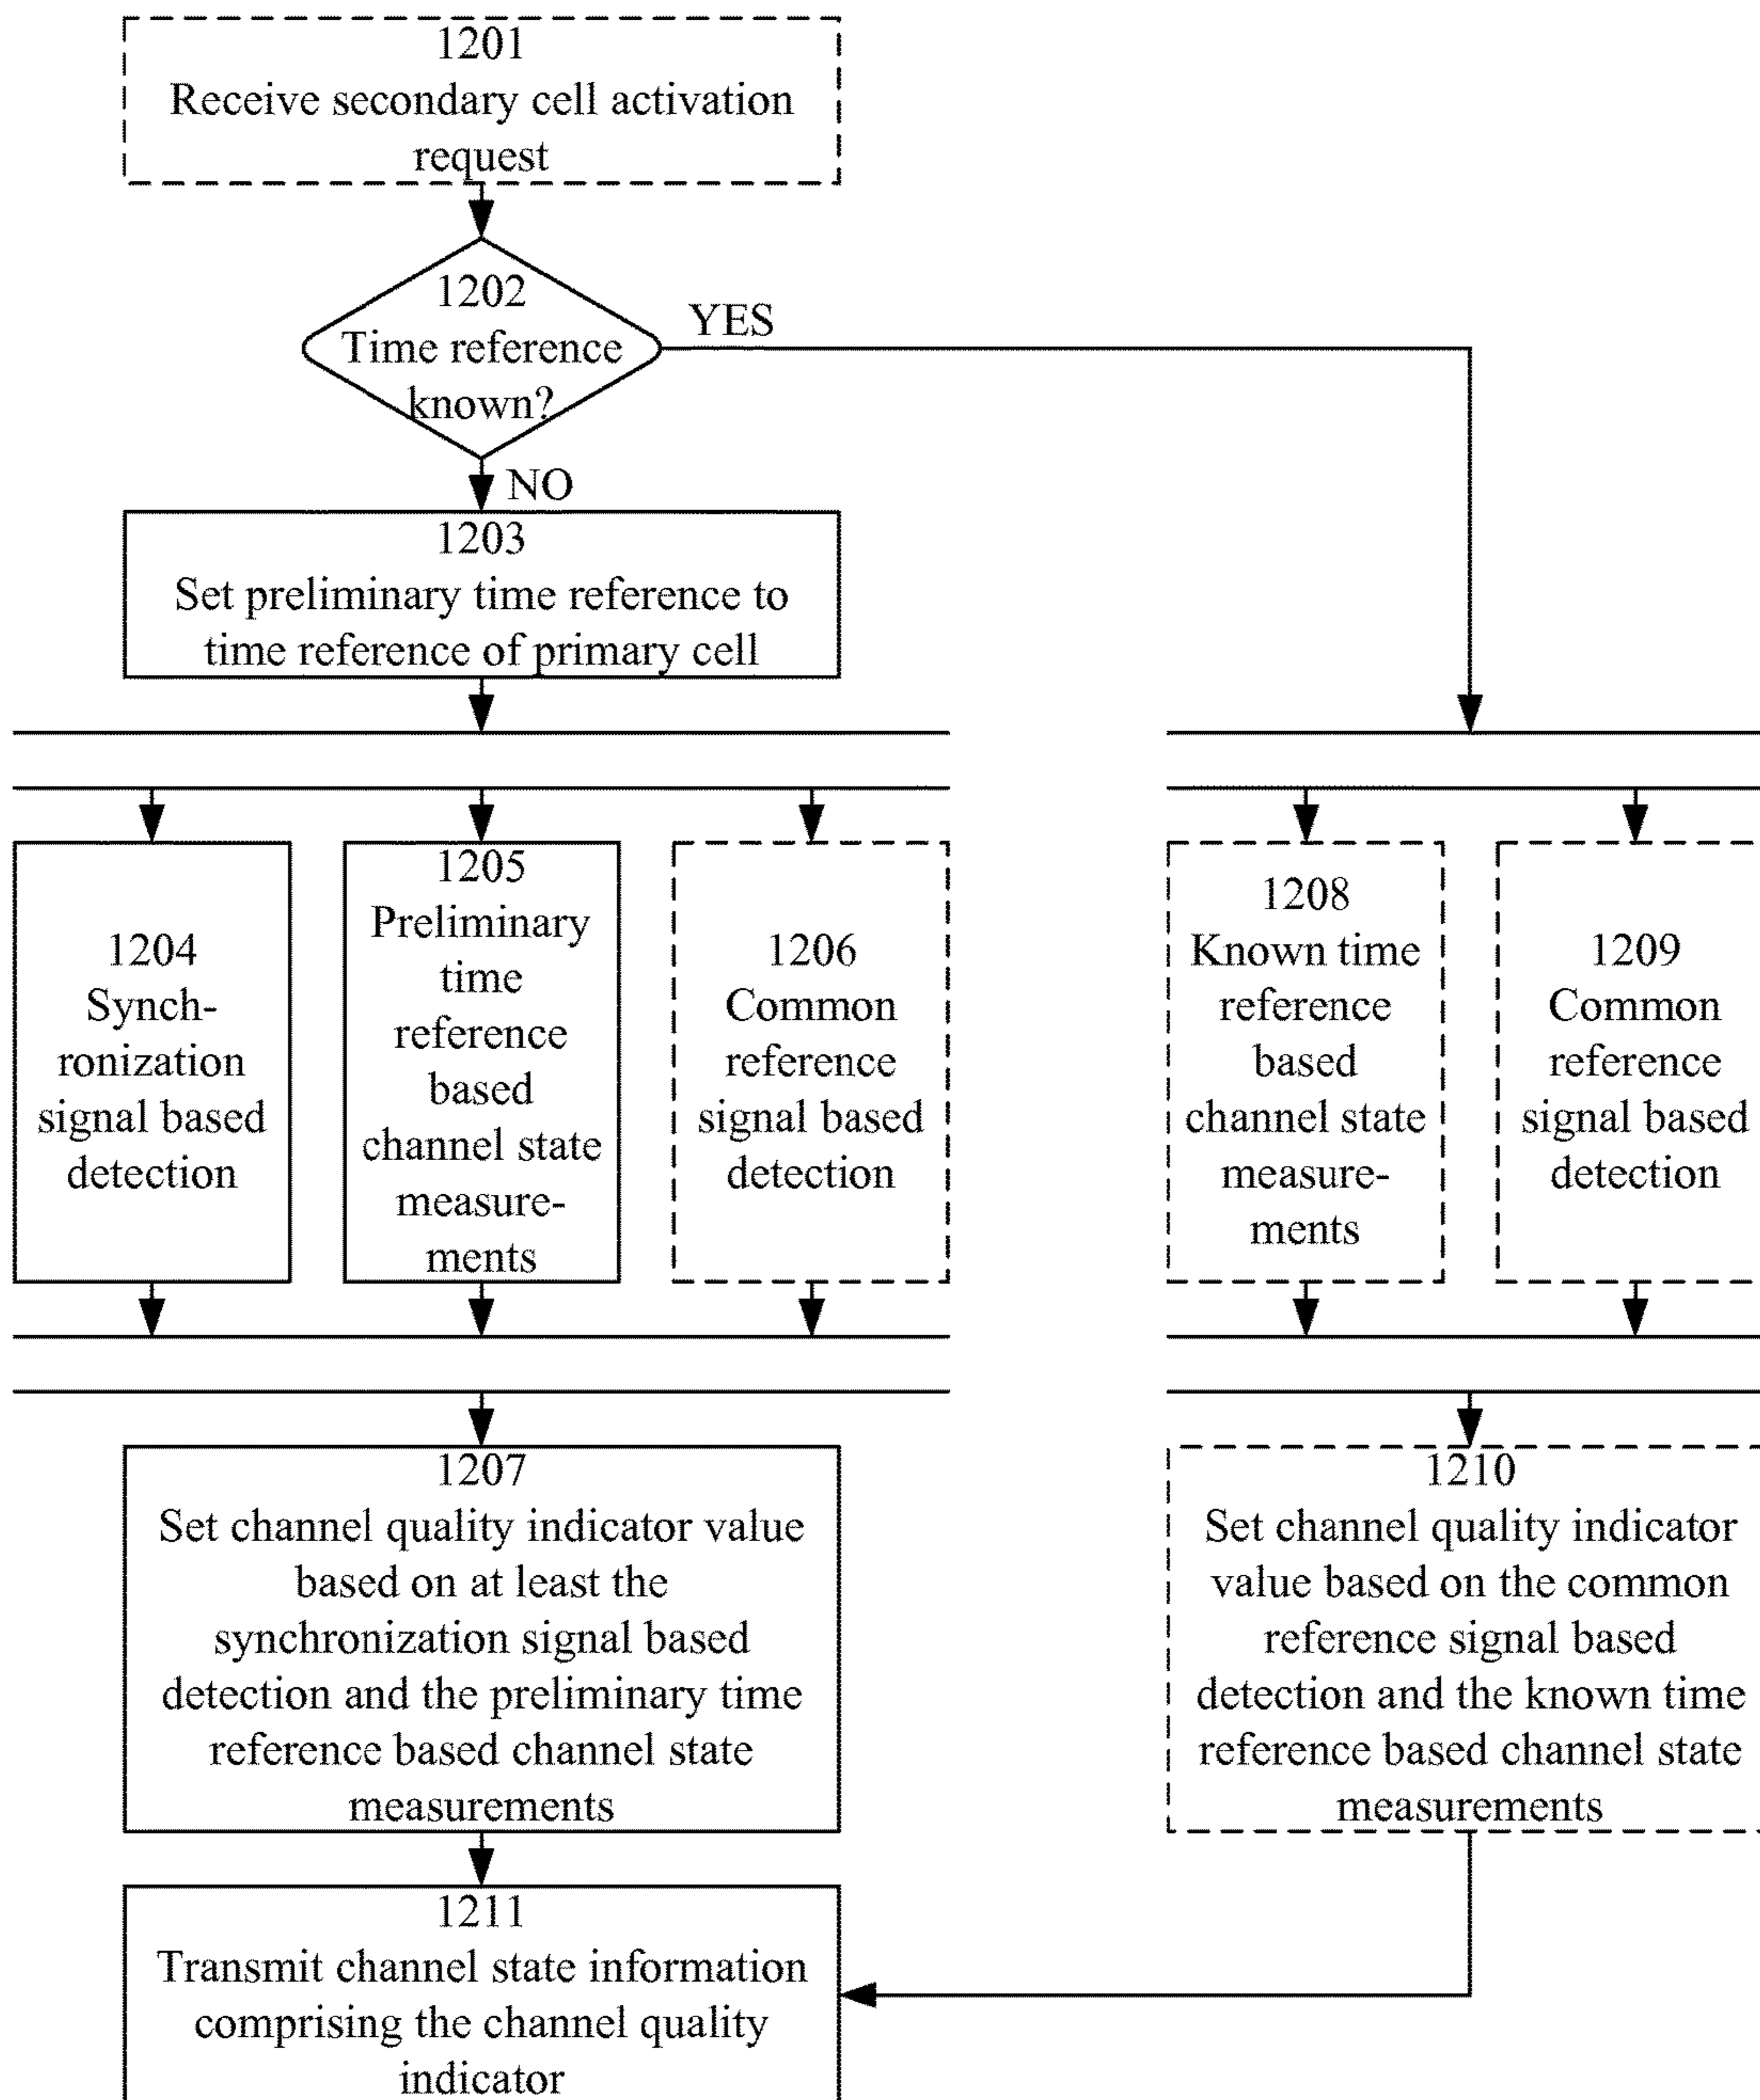 1201
Receive secondary cell activation
request
1202
Time reference
known?
YES
NO
1203
Set preliminary time reference to
time reference of primary cell
1204
Synch-
ronization
signal based
detection
1205
Preliminary
time
reference
based
channel state
measure-
ments
1206
Common
reference
signal based
detection
1208
Known time
reference
based
channel state
measure-
ments
1209
Common
reference
signal based
detection
1207
Set channel quality indicator value
based on at least the
synchronization signal based
detection and the preliminary time
reference based channel state
measurements
1210
Set channel quality indicator
value based on the common
reference signal based
detection and the known time
reference based channel state
measurements
1211
Transmit channel state information
comprising the channel quality
indicator